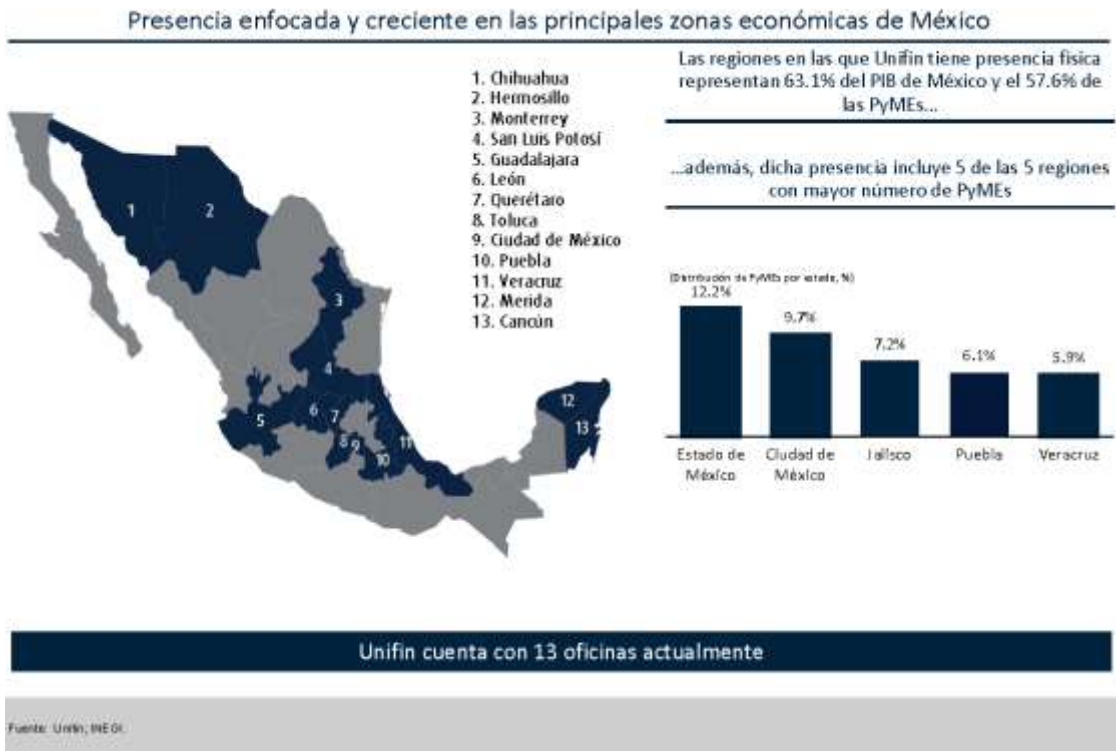 Presencia enfocada y creciente en las principales zonas económicas de México
1. Chihuahua
2. Hermosillo
3. Monterrey
4. San Luis Potosí
5. Guadalajara
6. León
7. Querétaro
8. Toluca
9. Ciudad de México
10. Puebla
11. Veracruz
12. Merida
13. Cancún
1
2
3
4
5
6
7
8
9
10
11
12
13
Las regiones en las que Unifin tiene presencia física
representan 63.1% del PIB de México y el 57.6% de
las PyMEs...
...además, dicha presencia incluye 5 de las 5 regiones
con mayor número de PyMEs
(Distribución de PyMEs por estado, %)
12.2%
9.7%
7.2%
6.1%
5.9%
Estado de
México
Ciudad de
México
Jalisco
Puebla
Veracruz
Unifin cuenta con 13 oficinas actualmente
Fuente: Unifin, INEGI.